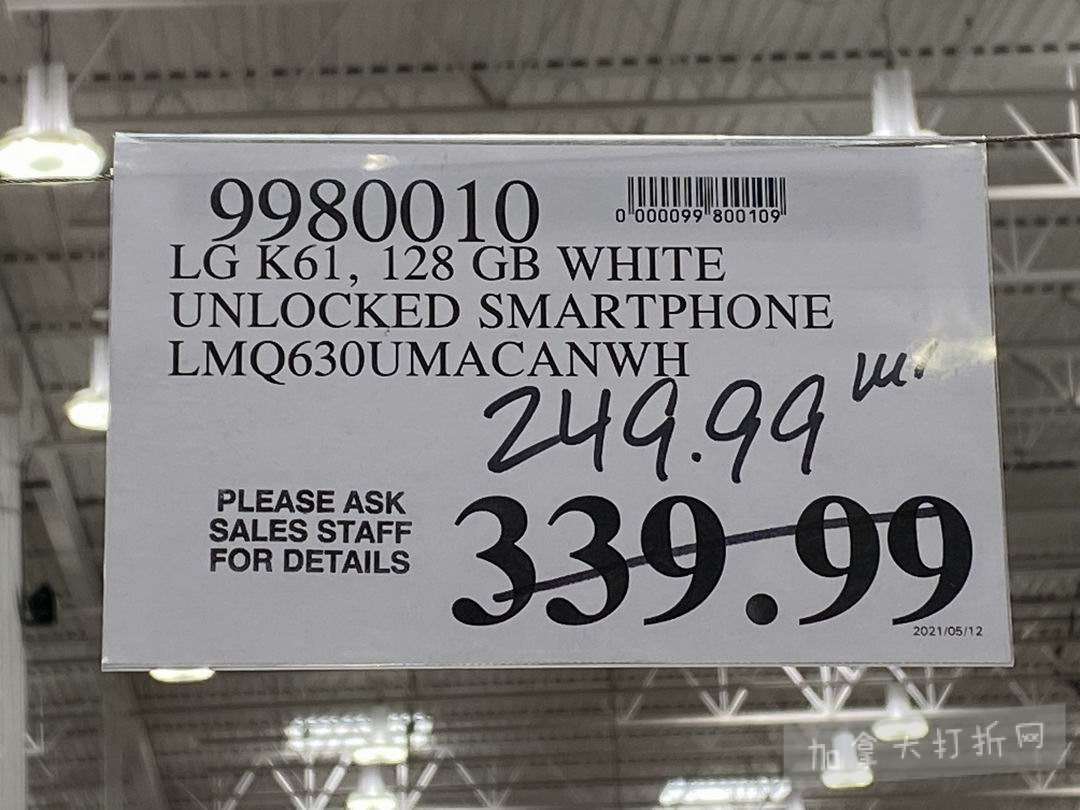 9980010
0 000099 800109
LG K61, 128 GB WHITE
UNLOCKED SMARTPHONE
LMQ630UMACANWH
249.99
PLEASE ASK
SALES STAFF
FOR DETAILS
339.99
2021/05/12
加拿大打折网